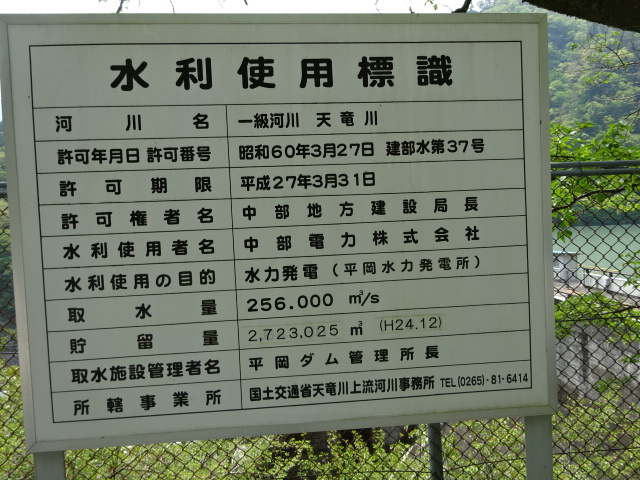 水利使用標識
河川名 一級河川 天竜川
許可年月日 許可番号 昭和60年3月27日 建部水第37号
許可期限 平成27年3月31日
許可権者名 中部地方建設局長
水利使用者名 中部電力株式会社
水利使用の目的 水力発電(平岡水力発電所)
取水量 256.000 ㎥/s
貯留量 2,723,025 ㎥ (H24.12)
取水施設管理者名 平岡ダム管理所長
所轄事業所 国土交通省天竜川上流河川事務所 TEL(0265)-81-6414